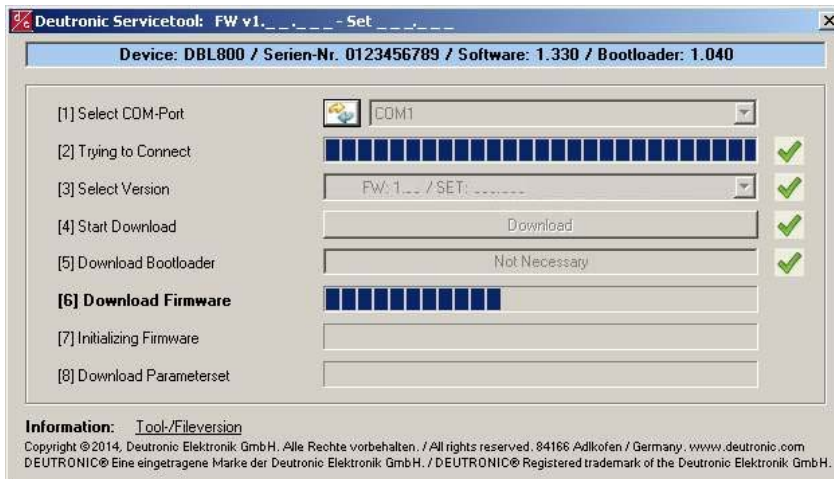 Deutronic Servicetool: FW v1._ _._ _ _ - Set _ _ _._ _ _
Device: DBL800 / Serien-Nr. 0123456789 / Software: 1.330 / Bootloader: 1.040
[1] Select COM-Port
COM1
[2] Trying to Connect
[3] Select Version
FW: 1._ _ / SET: _ _ _._ _ _
[4] Start Download
Download
[5] Download Bootloader
Not Necessary
[6] Download Firmware
[7] Initializing Firmware
[8] Download Parameterset
Information: Tool-/Fileversion
Copyright © 2014, Deutronic Elektronik GmbH. Alle Rechte vorbehalten. / All rights reserved. 84166 Adlkofen / Germany. www.deutronic.com
DEUTRONIC® Eine eingetragene Marke der Deutronic Elektronik GmbH. / DEUTRONIC® Registered trademark of the Deutronic Elektronik GmbH.